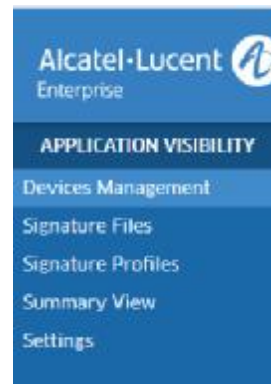 Alcatel·Lucent
Enterprise
APPLICATION VISIBILITY
Devices Management
Signature Files
Signature Profiles
Summary View
Settings